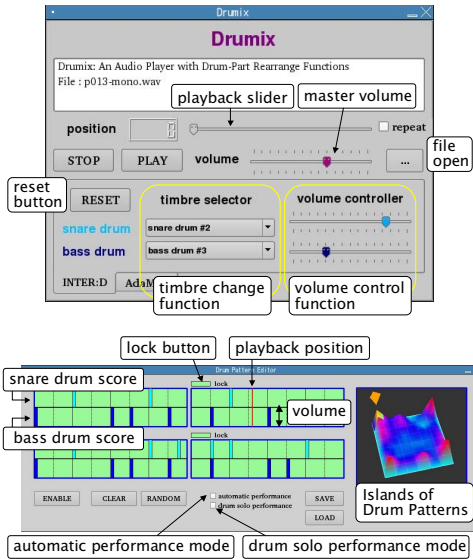 Drumix
Drumix
Drumix: An Audio Player with Drum-Part Rearrange Functions
File : p013-mono.wav
playback slider
master volume
position
0
repeat
file
open
STOP
PLAY
volume
...
reset
button
RESET
timbre selector
volume controller
snare drum
snare drum #2
bass drum
bass drum #3
INTER:D
AdaM
timbre change
function
volume control
function
lock button
playback position
Drum Pattern Editor
snare drum score
lock
volume
bass drum score
lock
Islands of
Drum Patterns
ENABLE
CLEAR
RANDOM
automatic performance
drum solo performance
SAVE
LOAD
automatic performance mode
drum solo performance mode